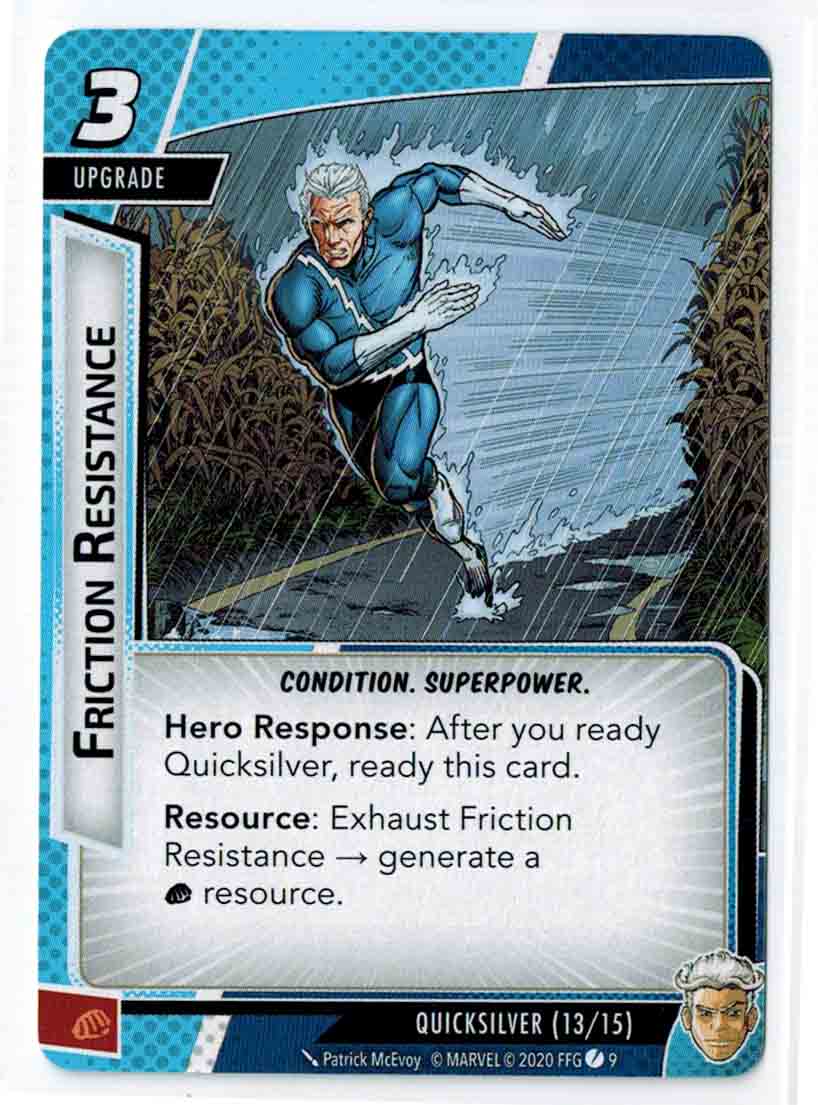 3
UPGRADE
FRICTION RESISTANCE
CONDITION. SUPERPOWER.
Hero Response: After you ready
Quicksilver, ready this card.
Resource: Exhaust Friction
Resistance → generate a
resource.
QUICKSILVER (13/15)
Patrick McEvoy © MARVEL © 2020 FFG 9